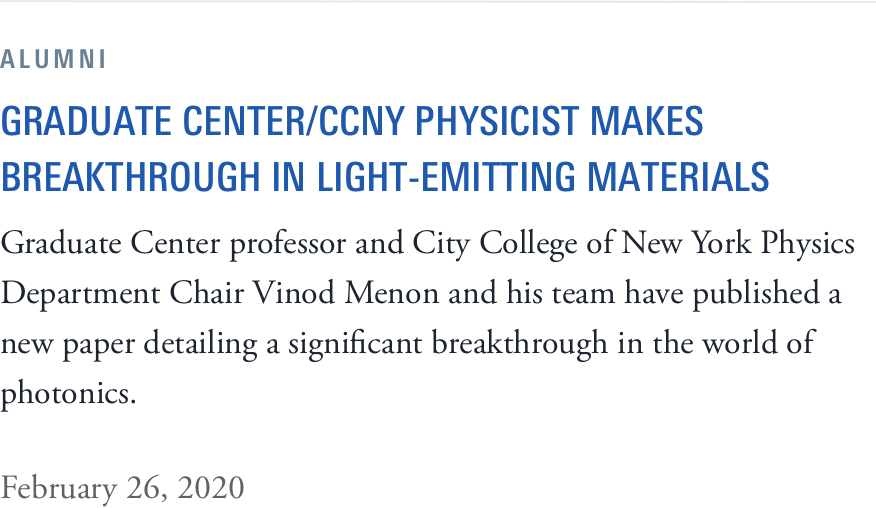 ALUMNI
GRADUATE CENTER/CCNY PHYSICIST MAKES
BREAKTHROUGH IN LIGHT-EMITTING MATERIALS
Graduate Center professor and City College of New York Physics
Department Chair Vinod Menon and his team have published a
new paper detailing a significant breakthrough in the world of
photonics.
February 26, 2020